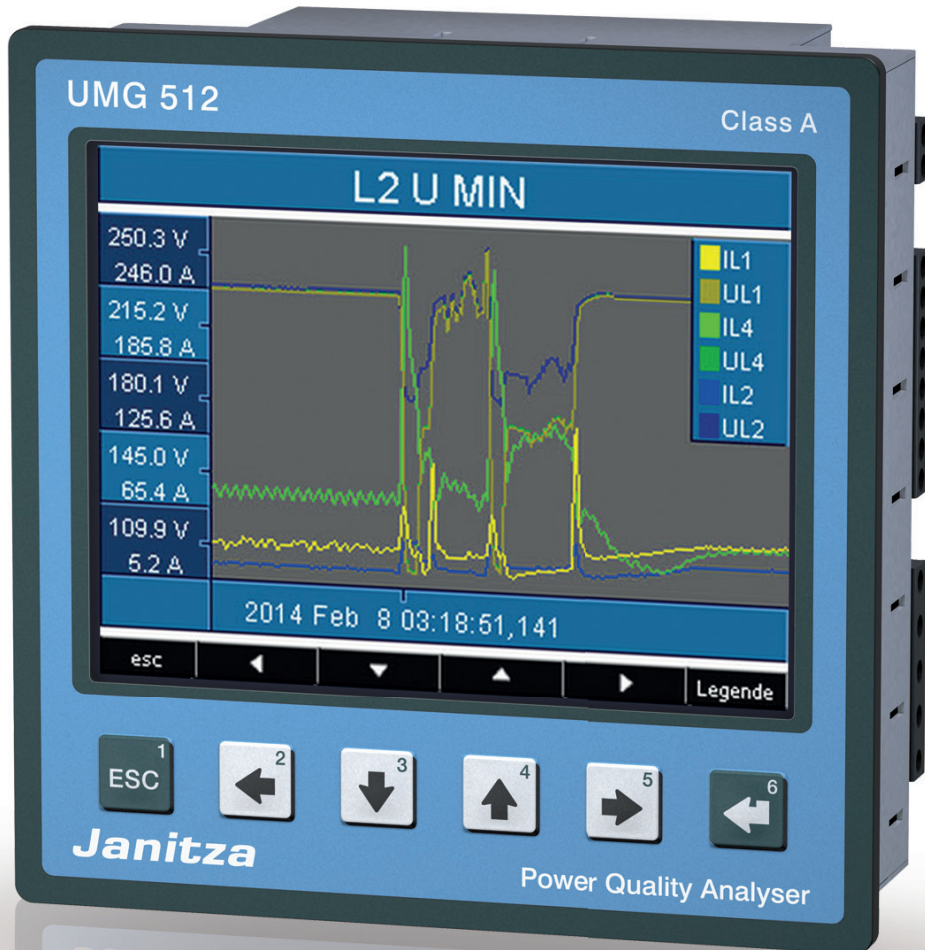 UMG 512
Class A
L2 U MIN
250.3 V
246.0 A
215.2 V
185.8 A
180.1 V
125.6 A
145.0 V
65.4 A
109.9 V
5.2 A
IL1
UL1
IL4
UL4
IL2
UL2
2014 Feb 8 03:18:51,141
esc
Legende
1
ESC
2
3
4
5
6
Janitza
Power Quality Analyser